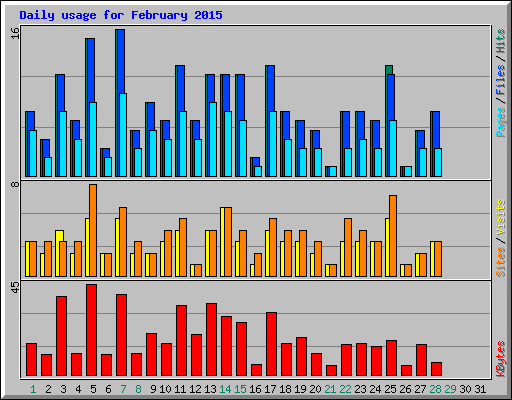 Daily usage for February 2015
16
Pages/Files/Hits
8
Sites/Visits
45
KBytes
1 2 3 4 5 6 7 8 9 10 11 12 13 14 15 16 17 18 19 20 21 22 23 24 25 26 27 28 29 30 31